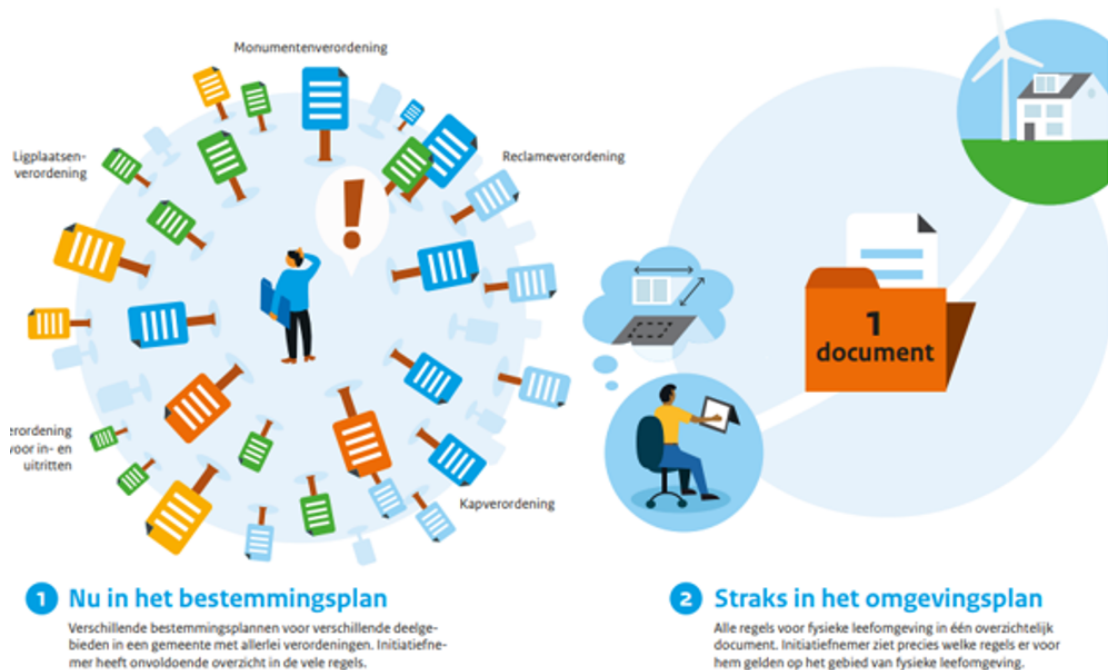 Monumentenverordening
Ligplaatsen-
verordening
Reclameverordening
!
1
document
erordening
voor in- en
uitritten
Kapverordening
1 Nu in het bestemmingsplan
Verschillende bestemmingsplannen voor verschillende deelge-
bieden in een gemeente met allerlei verordeningen. Initiatiefne-
mer heeft onvoldoende overzicht in de vele regels.
2 Straks in het omgevingsplan
Alle regels voor fysieke leefomgeving in één overzichtelijk
document. Initiatiefnemer ziet precies welke regels er voor
hem gelden op het gebied van fysieke leefomgeving.